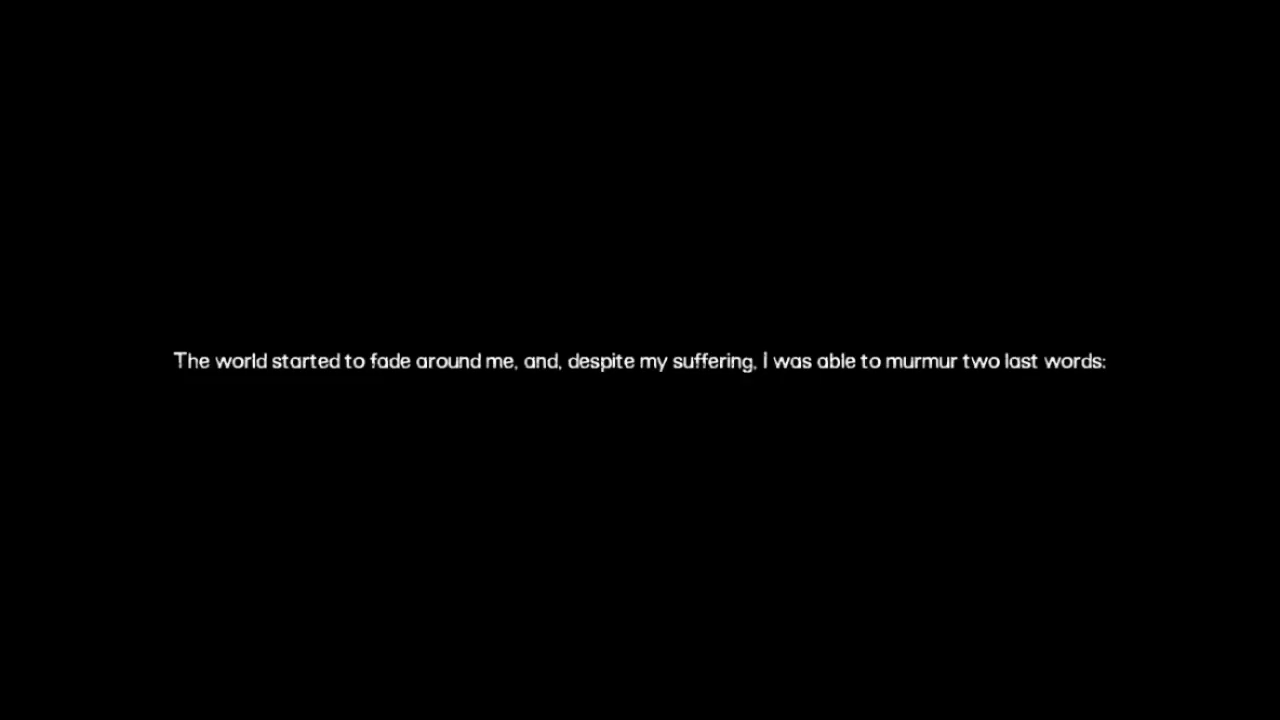 The world started to fade around me, and, despite my suffering, I was able to murmur two last words: